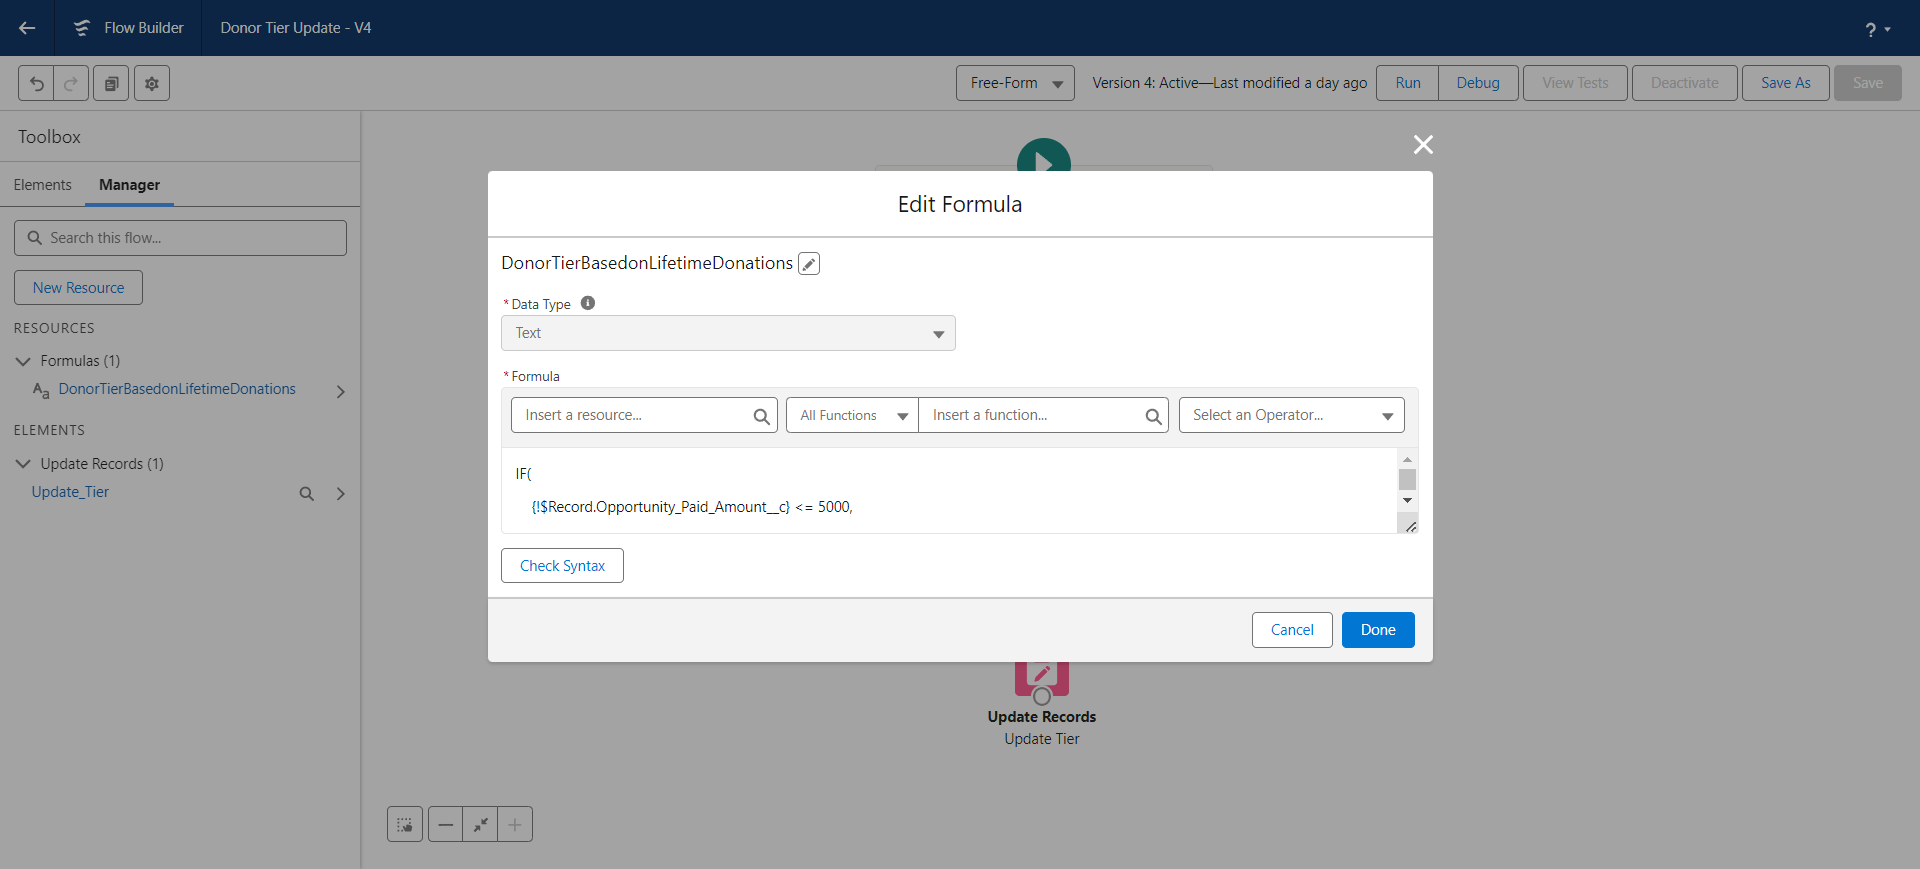 Flow Builder
Donor Tier Update - V4
?
Free-Form
Version 4: Active—Last modified a day ago
Run
Debug
View Tests
Deactivate
Save As
Save
Toolbox
Elements
Manager
Search this flow...
New Resource
RESOURCES
Formulas (1)
Aa DonorTierBasedonLifetimeDonations
ELEMENTS
Update Records (1)
Update_Tier
Edit Formula
DonorTierBasedonLifetimeDonations
* Data Type
Text
* Formula
Insert a resource...
All Functions
Insert a function...
Select an Operator...
IF(
{!$Record.Opportunity_Paid_Amount__c} <= 5000,
Check Syntax
Cancel
Done
Update Records
Update Tier